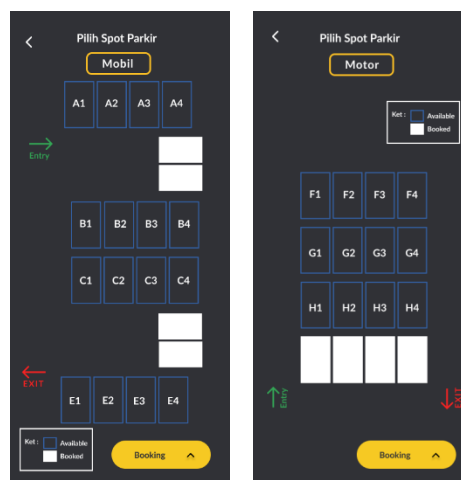 Pilih Spot Parkir
Mobil
A1 A2 A3 A4
Entry
B1 B2 B3 B4
C1 C2 C3 C4
EXIT
E1 E2 E3 E4
Ket :
Available
Booked
Booking
Pilih Spot Parkir
Motor
Ket :
Available
Booked
F1 F2 F3 F4
G1 G2 G3 G4
H1 H2 H3 H4
Entry
EXIT
Booking